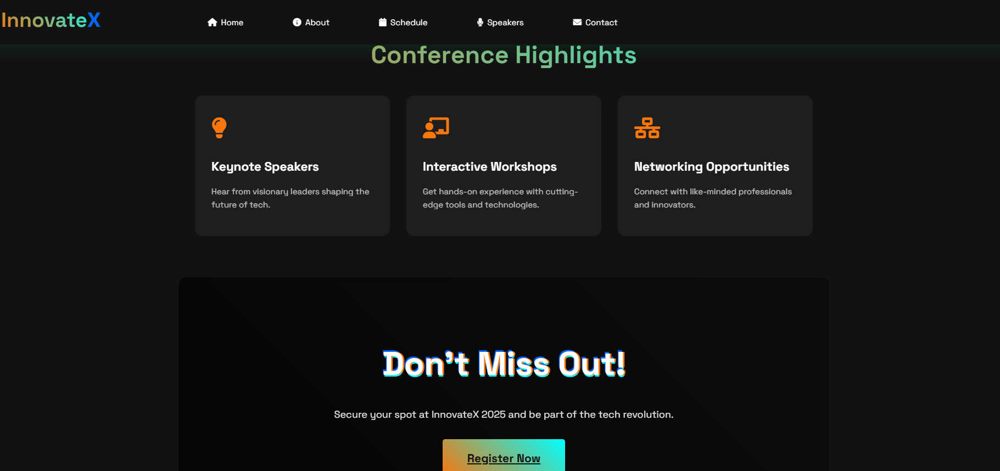 InnovateX
Home
About
Schedule
Speakers
Contact
Conference Highlights
Keynote Speakers
Hear from visionary leaders shaping the
future of tech.
Interactive Workshops
Get hands-on experience with cutting-
edge tools and technologies.
Networking Opportunities
Connect with like-minded professionals
and innovators.
Don't Miss Out!
Secure your spot at InnovateX 2025 and be part of the tech revolution.
Register Now